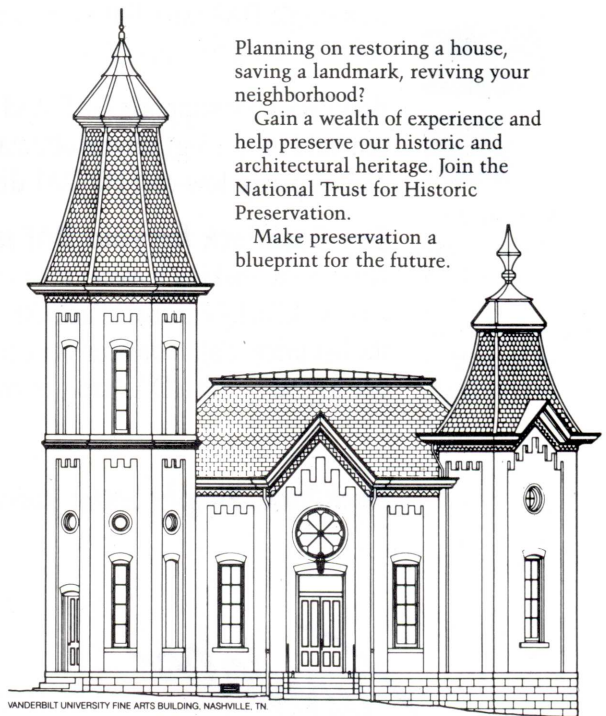 Planning on restoring a house,
saving a landmark, reviving your
neighborhood?
Gain a wealth of experience and
help preserve our historic and
architectural heritage. Join the
National Trust for Historic
Preservation.
Make preservation a
blueprint for the future.
VANDERBILT UNIVERSITY FINE ARTS BUILDING, NASHVILLE, TN.